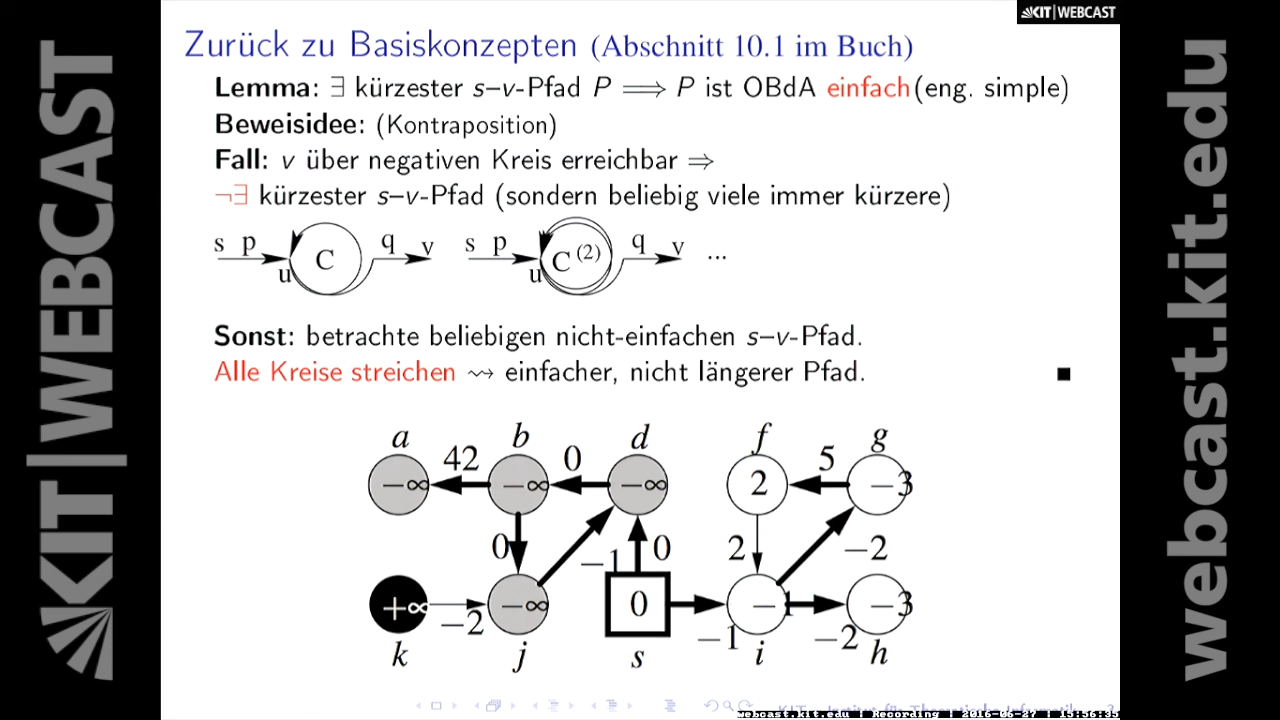 KIT|WEBCAST
KIT|WEBCAST
webcast.kit.edu
Zurück zu Basiskonzepten (Abschnitt 10.1 im Buch)
Lemma: ∃ kürzester s–v-Pfad P ⟹ P ist OBdA einfach(eng. simple)
Beweisidee: (Kontraposition)
Fall: v über negativen Kreis erreichbar ⇒
¬∃ kürzester s–v-Pfad (sondern beliebig viele immer kürzere)
s p u C q v s p u C (2) q v ...
Sonst: betrachte beliebigen nicht-einfachen s–v-Pfad.
Alle Kreise streichen ⇝ einfacher, nicht längerer Pfad.
a b d f g
42 0 5
−∞ −∞ −∞ 2 −3
0 −1 0 2 −2
+∞ −∞ 0 −1 −3
−2 −1 −2
k j s i h
webcast.kit.edu | Recording | 2016-06-27 | 15:56:35